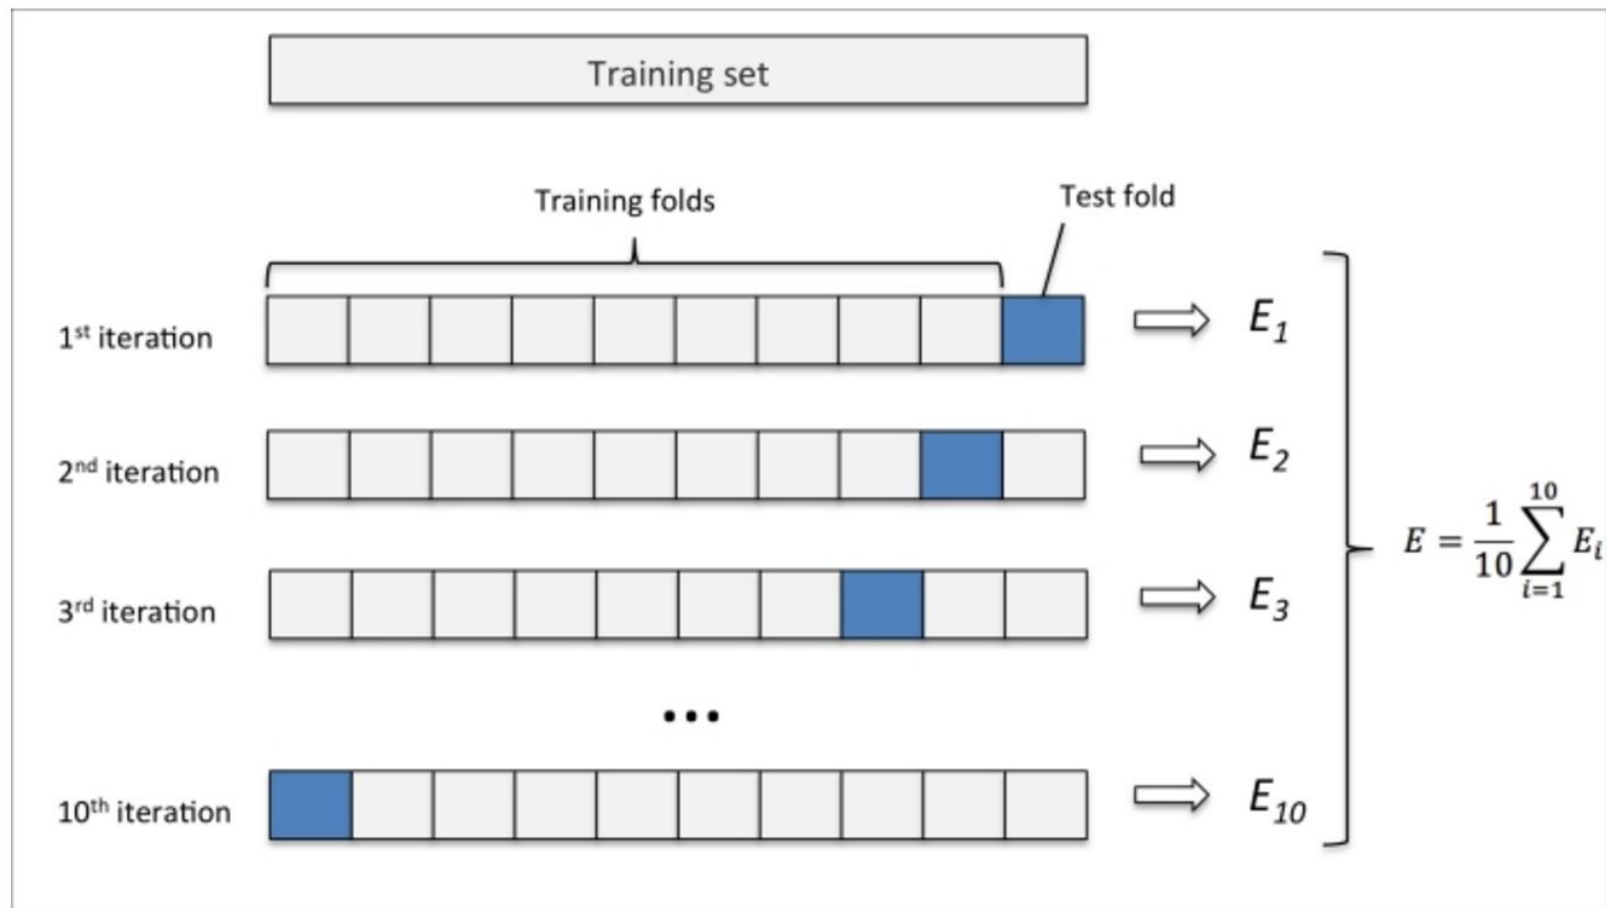 Training set
Training folds
Test fold
1st iteration
E1
2nd iteration
E2
3rd iteration
E3
E = 1/10 ∑ i=1 10 Ei
...
10th iteration
E10